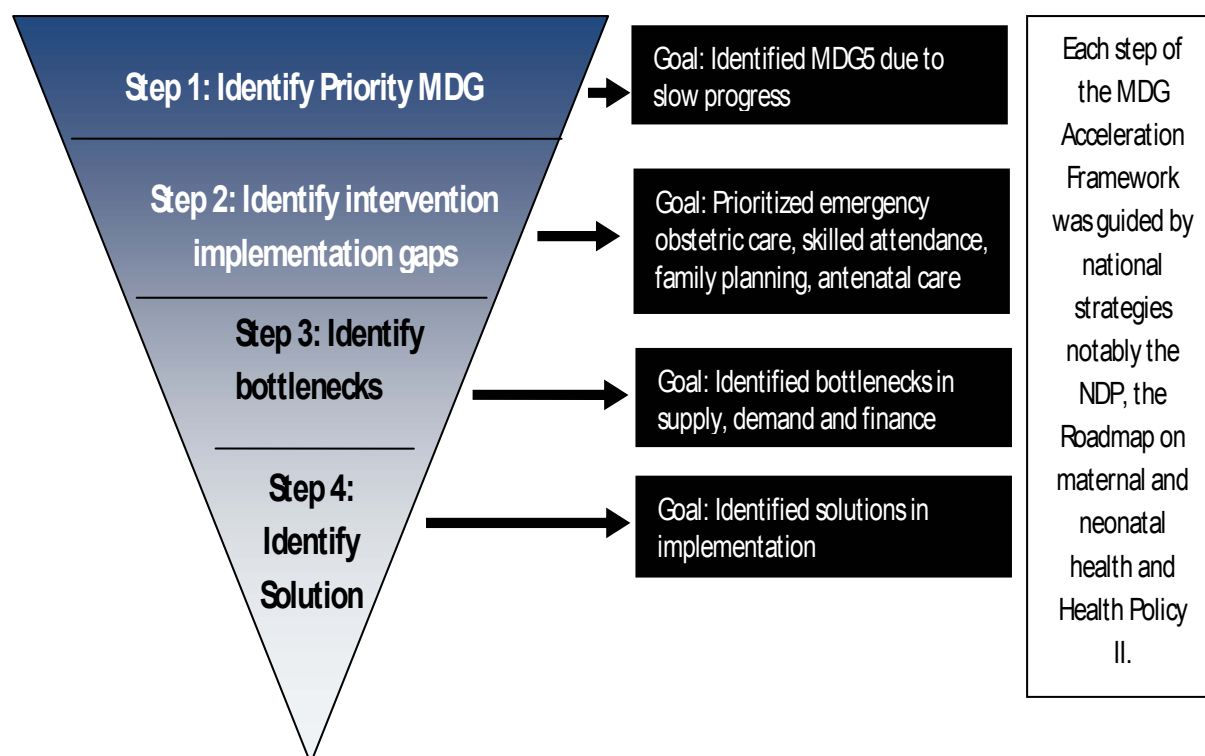 Step 1: Identify Priority MDG
Goal: Identified MDG5 due to
slow progress
Step 2: Identify intervention
implementation gaps
Goal: Prioritized emergency
obstetric care, skilled attendance,
family planning, antenatal care
Step 3: Identify
bottlenecks
Goal: Identified bottlenecks in
supply, demand and finance
Step 4:
Identify
Solution
Goal: Identified solutions in
implementation
Each step of
the MDG
Acceleration
Framework
was guided by
national
strategies
notably the
NDP, the
Roadmap on
maternal and
neonatal
health and
Health Policy
II.